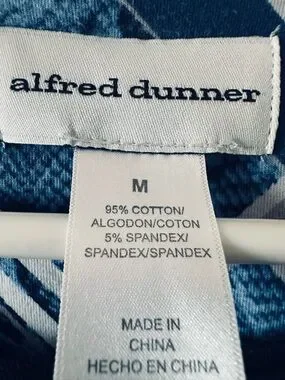 alfred dunner
M
95% COTTON/
ALGODON/COTON
5% SPANDEX/
SPANDEX/SPANDEX
MADE IN
CHINA
HECHO EN CHINA